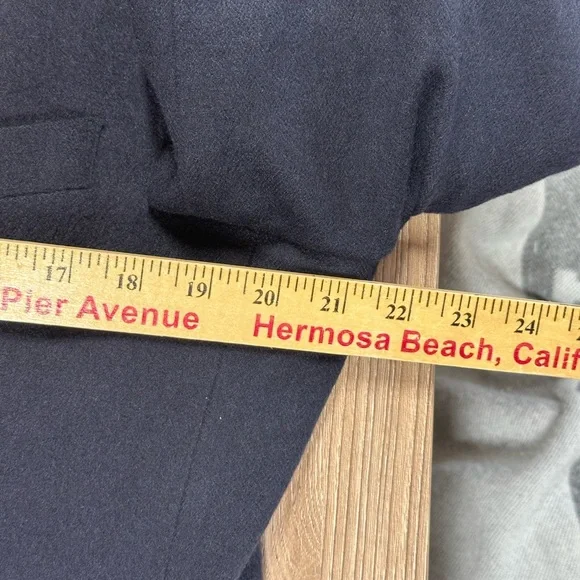 17 18 19 20 21 22 23 24
Pier Avenue Hermosa Beach, Calif